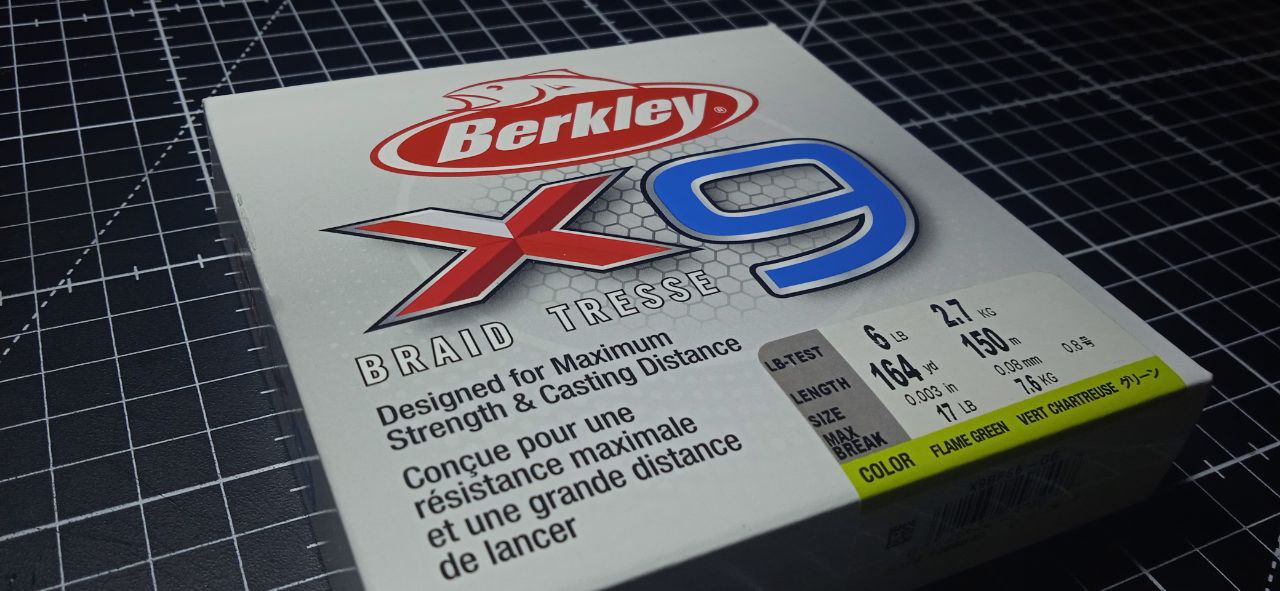 Berkley®
X9
BRAID TRESSE
Designed for Maximum
Strength & Casting Distance
Conçue pour une
résistance maximale
et une grande distance
de lancer
LB-TEST 6 LB 2.7 KG
LENGTH 164 yd 150 m
SIZE 0.003 in 0.08 mm 0.8号
MAX BREAK 17 LB 7.6 KG
COLOR FLAME GREEN VERT CHARTREUSE グリーン